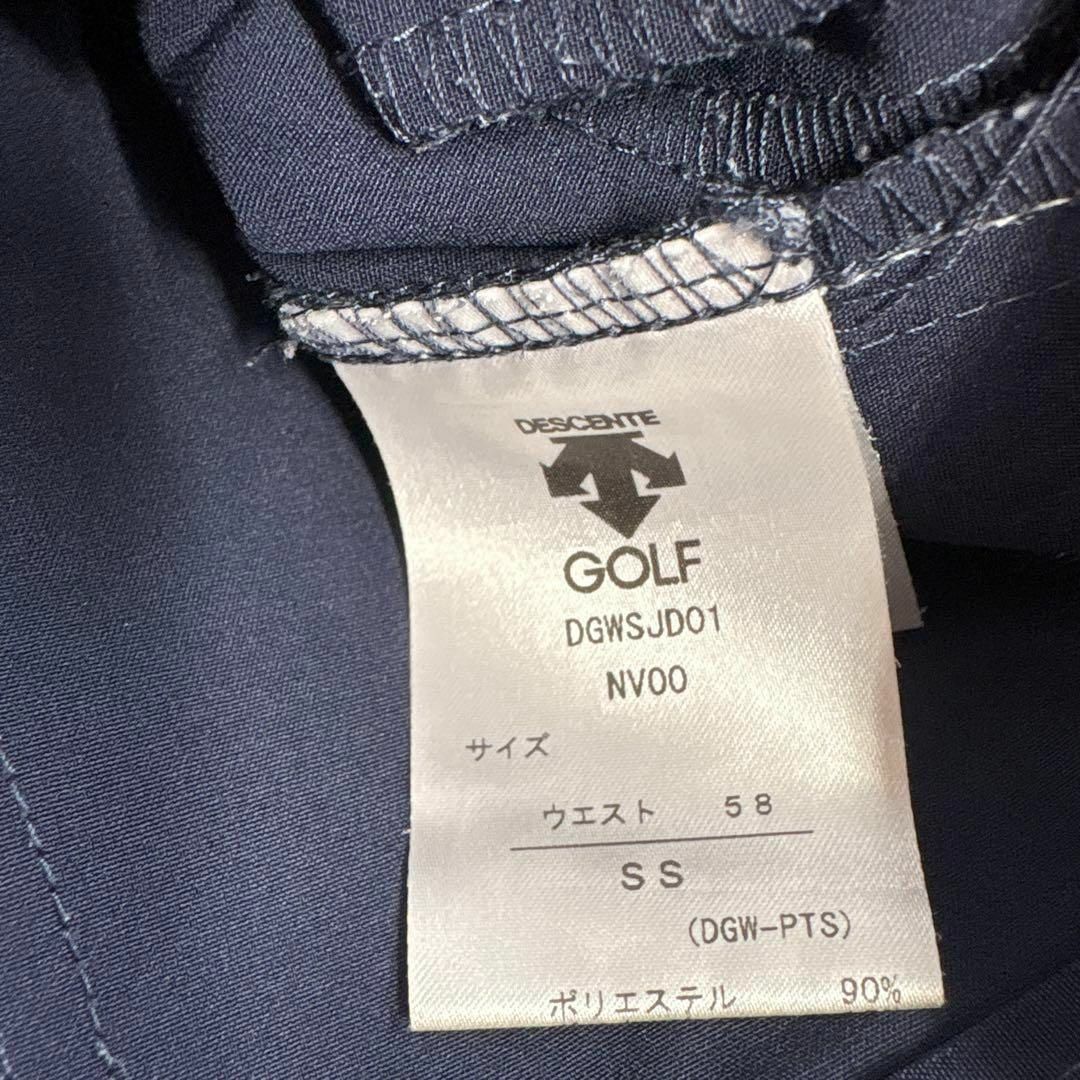 DESCENTE
GOLF
DGWSJD01
NV00
サイズ
ウエスト 58
SS
(DGW-PTS)
ポリエステル 90%